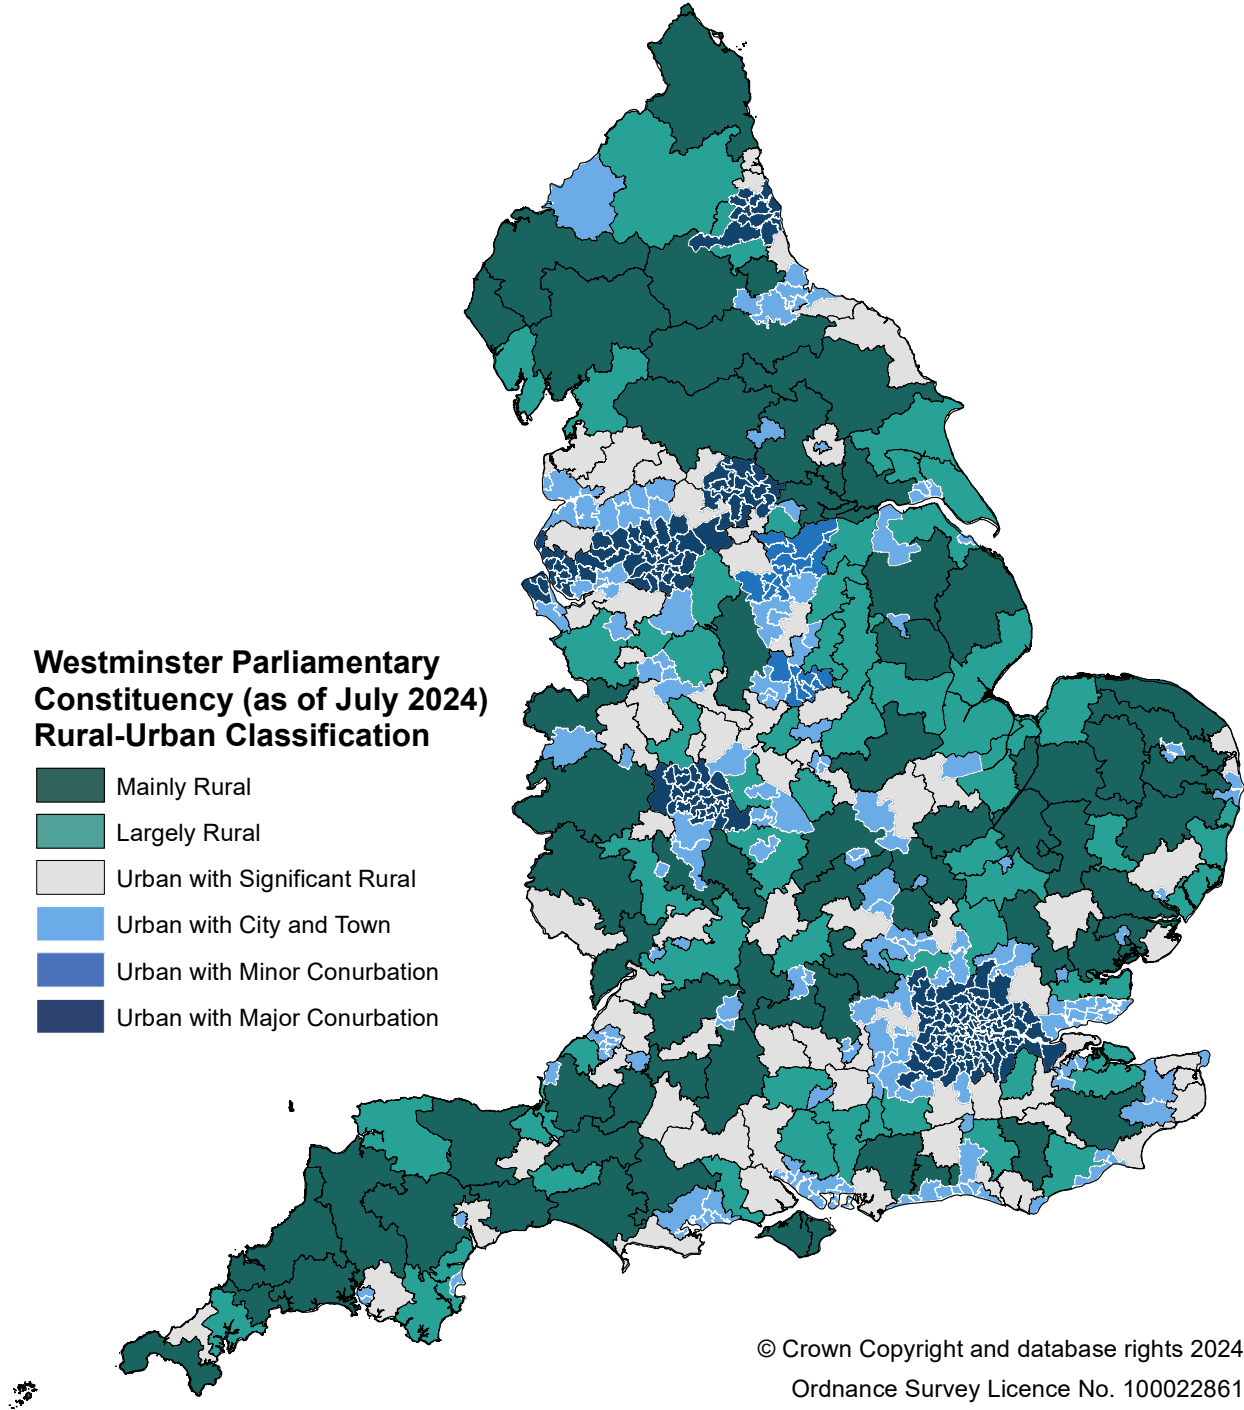 Westminster Parliamentary
Constituency (as of July 2024)
Rural-Urban Classification
Mainly Rural
Largely Rural
Urban with Significant Rural
Urban with City and Town
Urban with Minor Conurbation
Urban with Major Conurbation
© Crown Copyright and database rights 2024
Ordnance Survey Licence No. 100022861